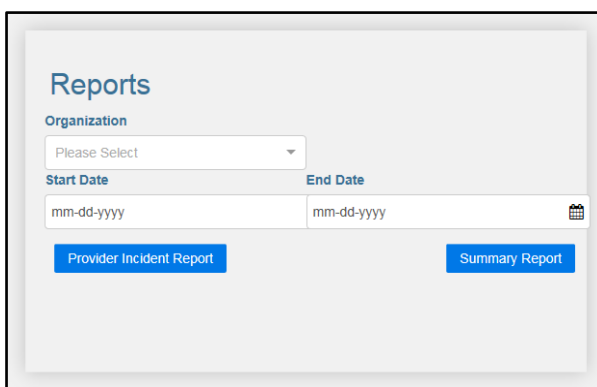 Reports
Organization
Please Select
Start Date End Date
mm-dd-yyyy mm-dd-yyyy
Provider Incident Report Summary Report